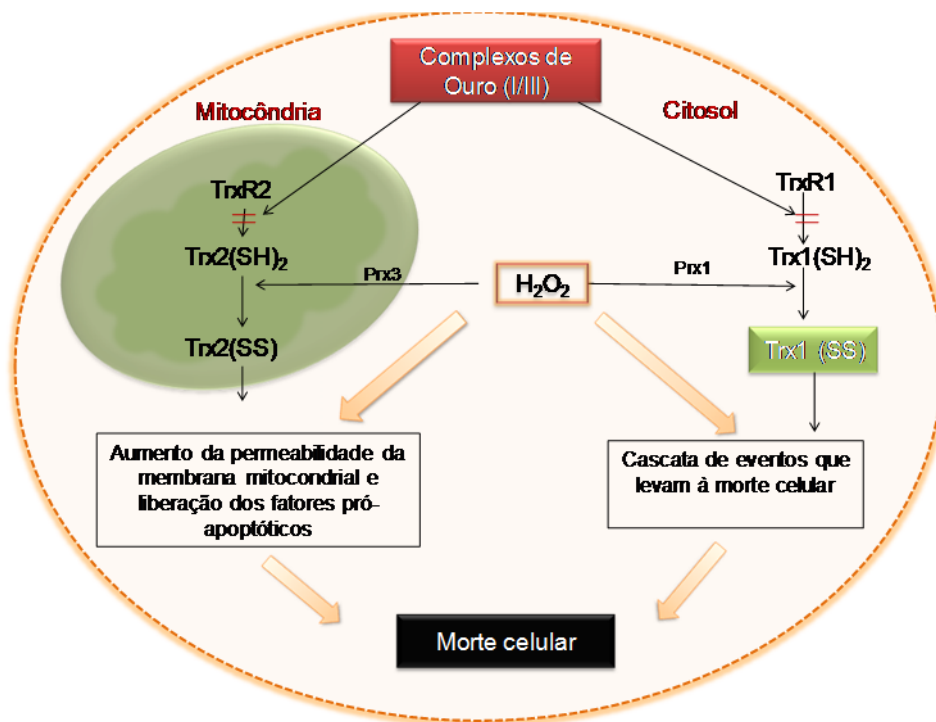 Complexos de
Ouro (I/III)
Mitocôndria
Citosol
TrxR2
TrxR1
Trx2(SH)₂
Trx1(SH)₂
Prx3
H₂O₂
Prx1
Trx2(SS)
Trx1 (SS)
Aumento da permeabilidade da
membrana mitocondrial e
liberação dos fatores pró-
apoptóticos
Cascata de eventos que
levam à morte celular
Morte celular